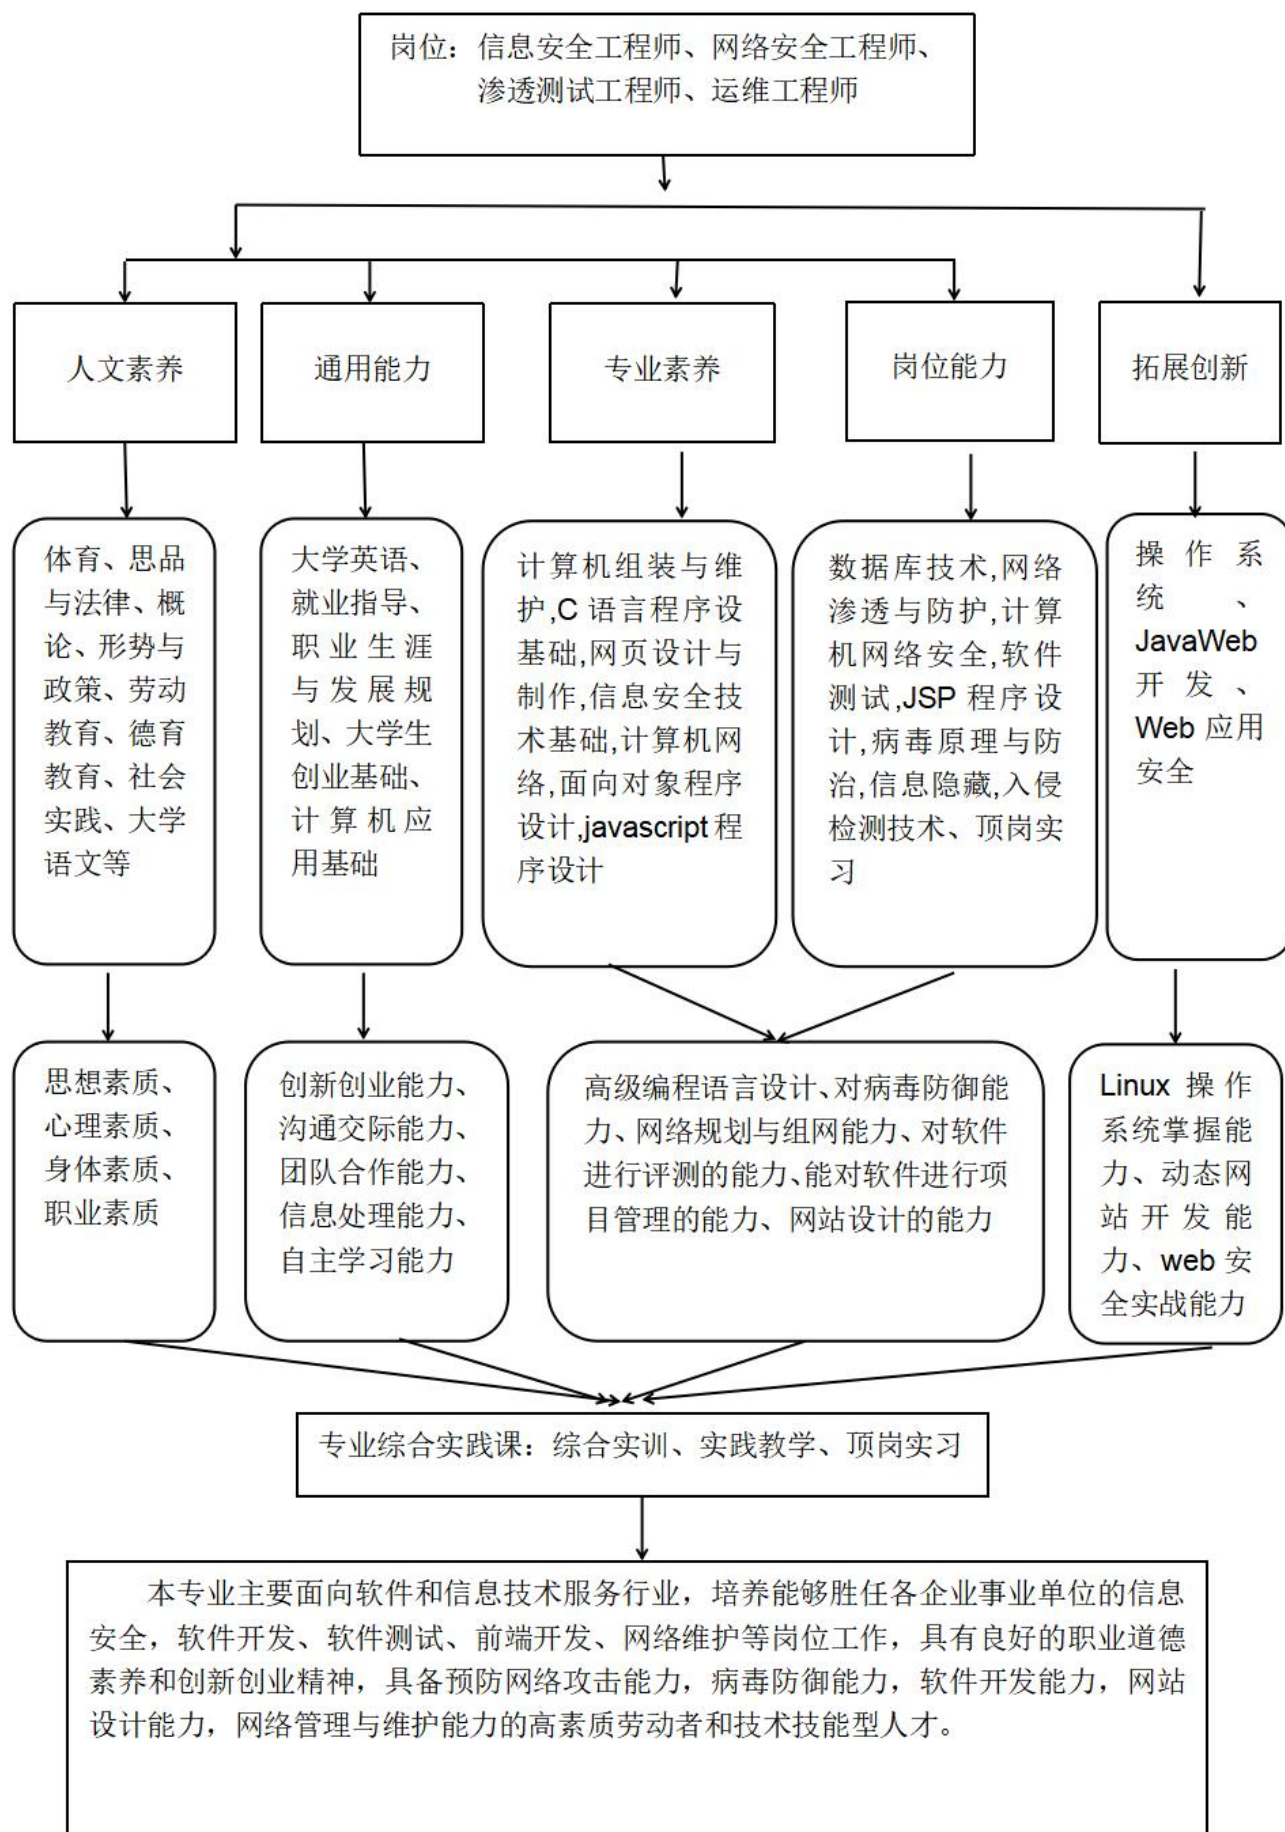 岗位：信息安全工程师、网络安全工程师、
渗透测试工程师、运维工程师
人文素养
通用能力
专业素养
岗位能力
拓展创新
体育、思品
与法律、概
论、形势与
政策、劳动
教育、德育
教育、社会
实践、大学
语文等
大学英语、
就业指导、
职业生涯
与发展规
划、大学生
创业基础、
计算机应
用基础
计算机组装与维
护,C 语言程序设
基础,网页设计与
制作,信息安全技
术基础,计算机网
络,面向对象程序
设计,javascript 程
序设计
数据库技术,网络
渗透与防护,计算
机网络安全,软件
测试,JSP 程序设
计,病毒原理与防
治,信息隐藏,入侵
检测技术、顶岗实
习
操作系
统、
JavaWeb
开发、
Web 应用
安全
思想素质、
心理素质、
身体素质、
职业素质
创新创业能力、
沟通交际能力、
团队合作能力、
信息处理能力、
自主学习能力
高级编程语言设计、对病毒防御能
力、网络规划与组网能力、对软件
进行评测的能力、能对软件进行项
目管理的能力、网站设计的能力
Linux 操作
系统掌握能
力、动态网
站开发能
力、web 安
全实战能力
专业综合实践课：综合实训、实践教学、顶岗实习
本专业主要面向软件和信息技术服务行业，培养能够胜任各企业事业单位的信息
安全，软件开发、软件测试、前端开发、网络维护等岗位工作，具有良好的职业道德
素养和创新创业精神，具备预防网络攻击能力，病毒防御能力，软件开发能力，网站
设计能力，网络管理与维护能力的高素质劳动者和技术技能型人才。